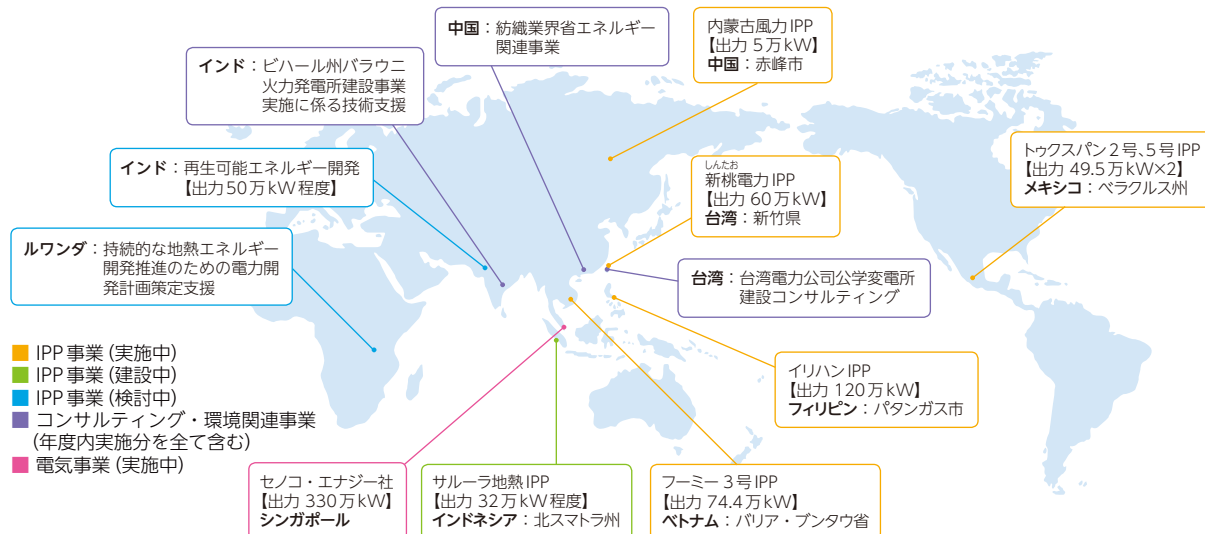 中国：紡織業界省エネルギー
関連事業
内蒙古風力IPP
【出力 5万kW】
中国：赤峰市
インド：ビハール州バラウニ
火力発電所建設事業
実施に係る技術支援
インド：再生可能エネルギー開発
【出力50万kW程度】
しんたお
新桃電力IPP
【出力 60万kW】
台湾：新竹県
トゥクスパン2号、5号IPP
【出力 49.5万kW×2】
メキシコ：ベラクルス州
ルワンダ：持続的な地熱エネルギー
開発推進のための電力開
発計画策定支援
台湾：台湾電力公司公学変電所
建設コンサルティング
IPP事業（実施中）
IPP事業（建設中）
IPP事業（検討中）
コンサルティング・環境関連事業
（年度内実施分を全て含む）
電気事業（実施中）
イリハンIPP
【出力 120万kW】
フィリピン：バタンガス市
セノコ・エナジー社
【出力 330万kW】
シンガポール
サルーラ地熱IPP
【出力 32万kW程度】
インドネシア：北スマトラ州
フーミー3号IPP
【出力 74.4万kW】
ベトナム：バリア・ブンタウ省